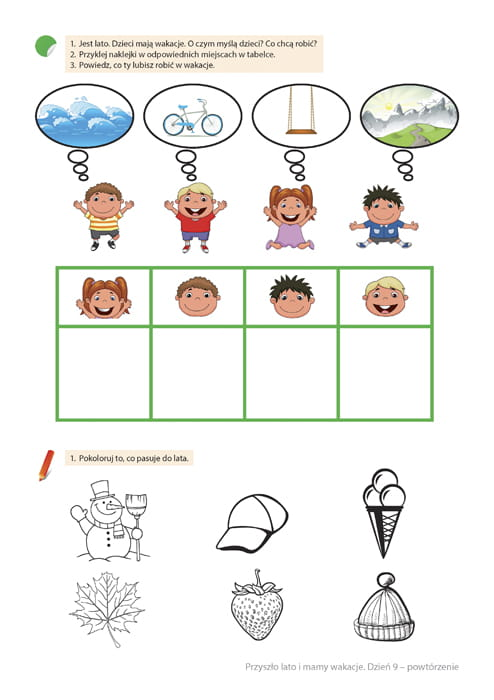 1. Jest lato. Dzieci mają wakacje. O czym myślą dzieci? Co chcą robić?
2. Przyklej naklejki w odpowiednich miejscach w tabelce.
3. Powiedz, co ty lubisz robić w wakacje.
1. Pokoloruj to, co pasuje do lata.
Przyszło lato i mamy wakacje. Dzień 9 – powtórzenie